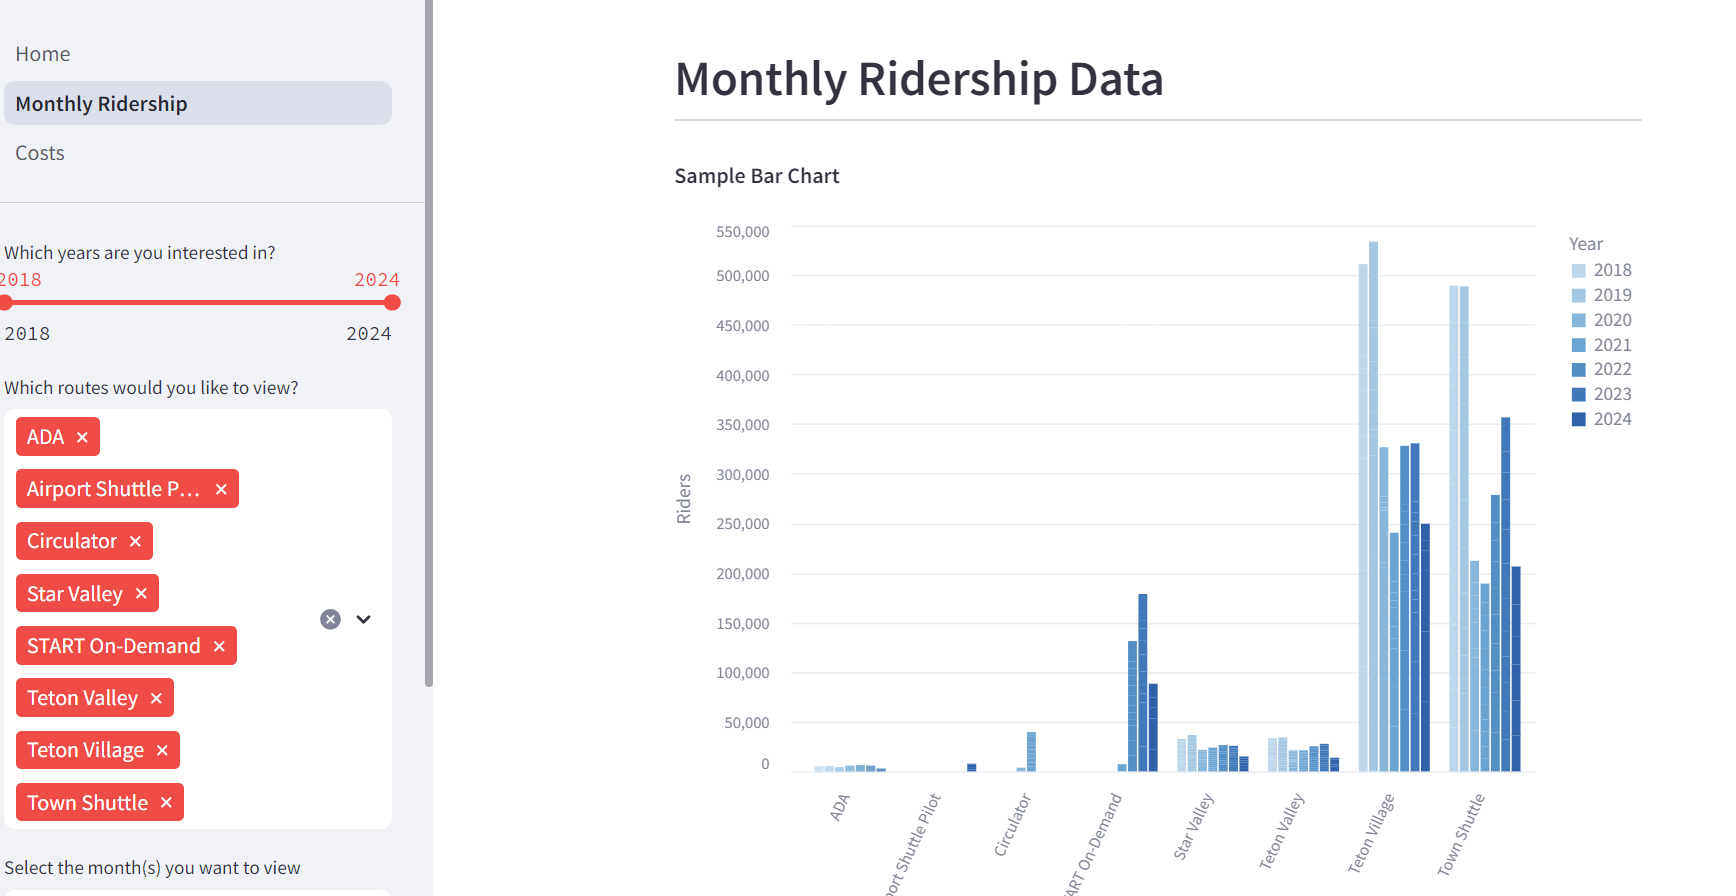 Home
Monthly Ridership
Costs
Which years are you interested in?
2018 2024
2018 2024
Which routes would you like to view?
ADA ×
Airport Shuttle P... ×
Circulator ×
Star Valley ×
START On-Demand ×
Teton Valley ×
Teton Village ×
Town Shuttle ×
Select the month(s) you want to view
Monthly Ridership Data
Sample Bar Chart
Riders
550,000
500,000
450,000
400,000
350,000
300,000
250,000
200,000
150,000
100,000
50,000
0
ADA
ort Shuttle Pilot
Circulator
ART On-Demand
Star Valley
Teton Valley
Teton Village
Town Shuttle
Year
2018
2019
2020
2021
2022
2023
2024